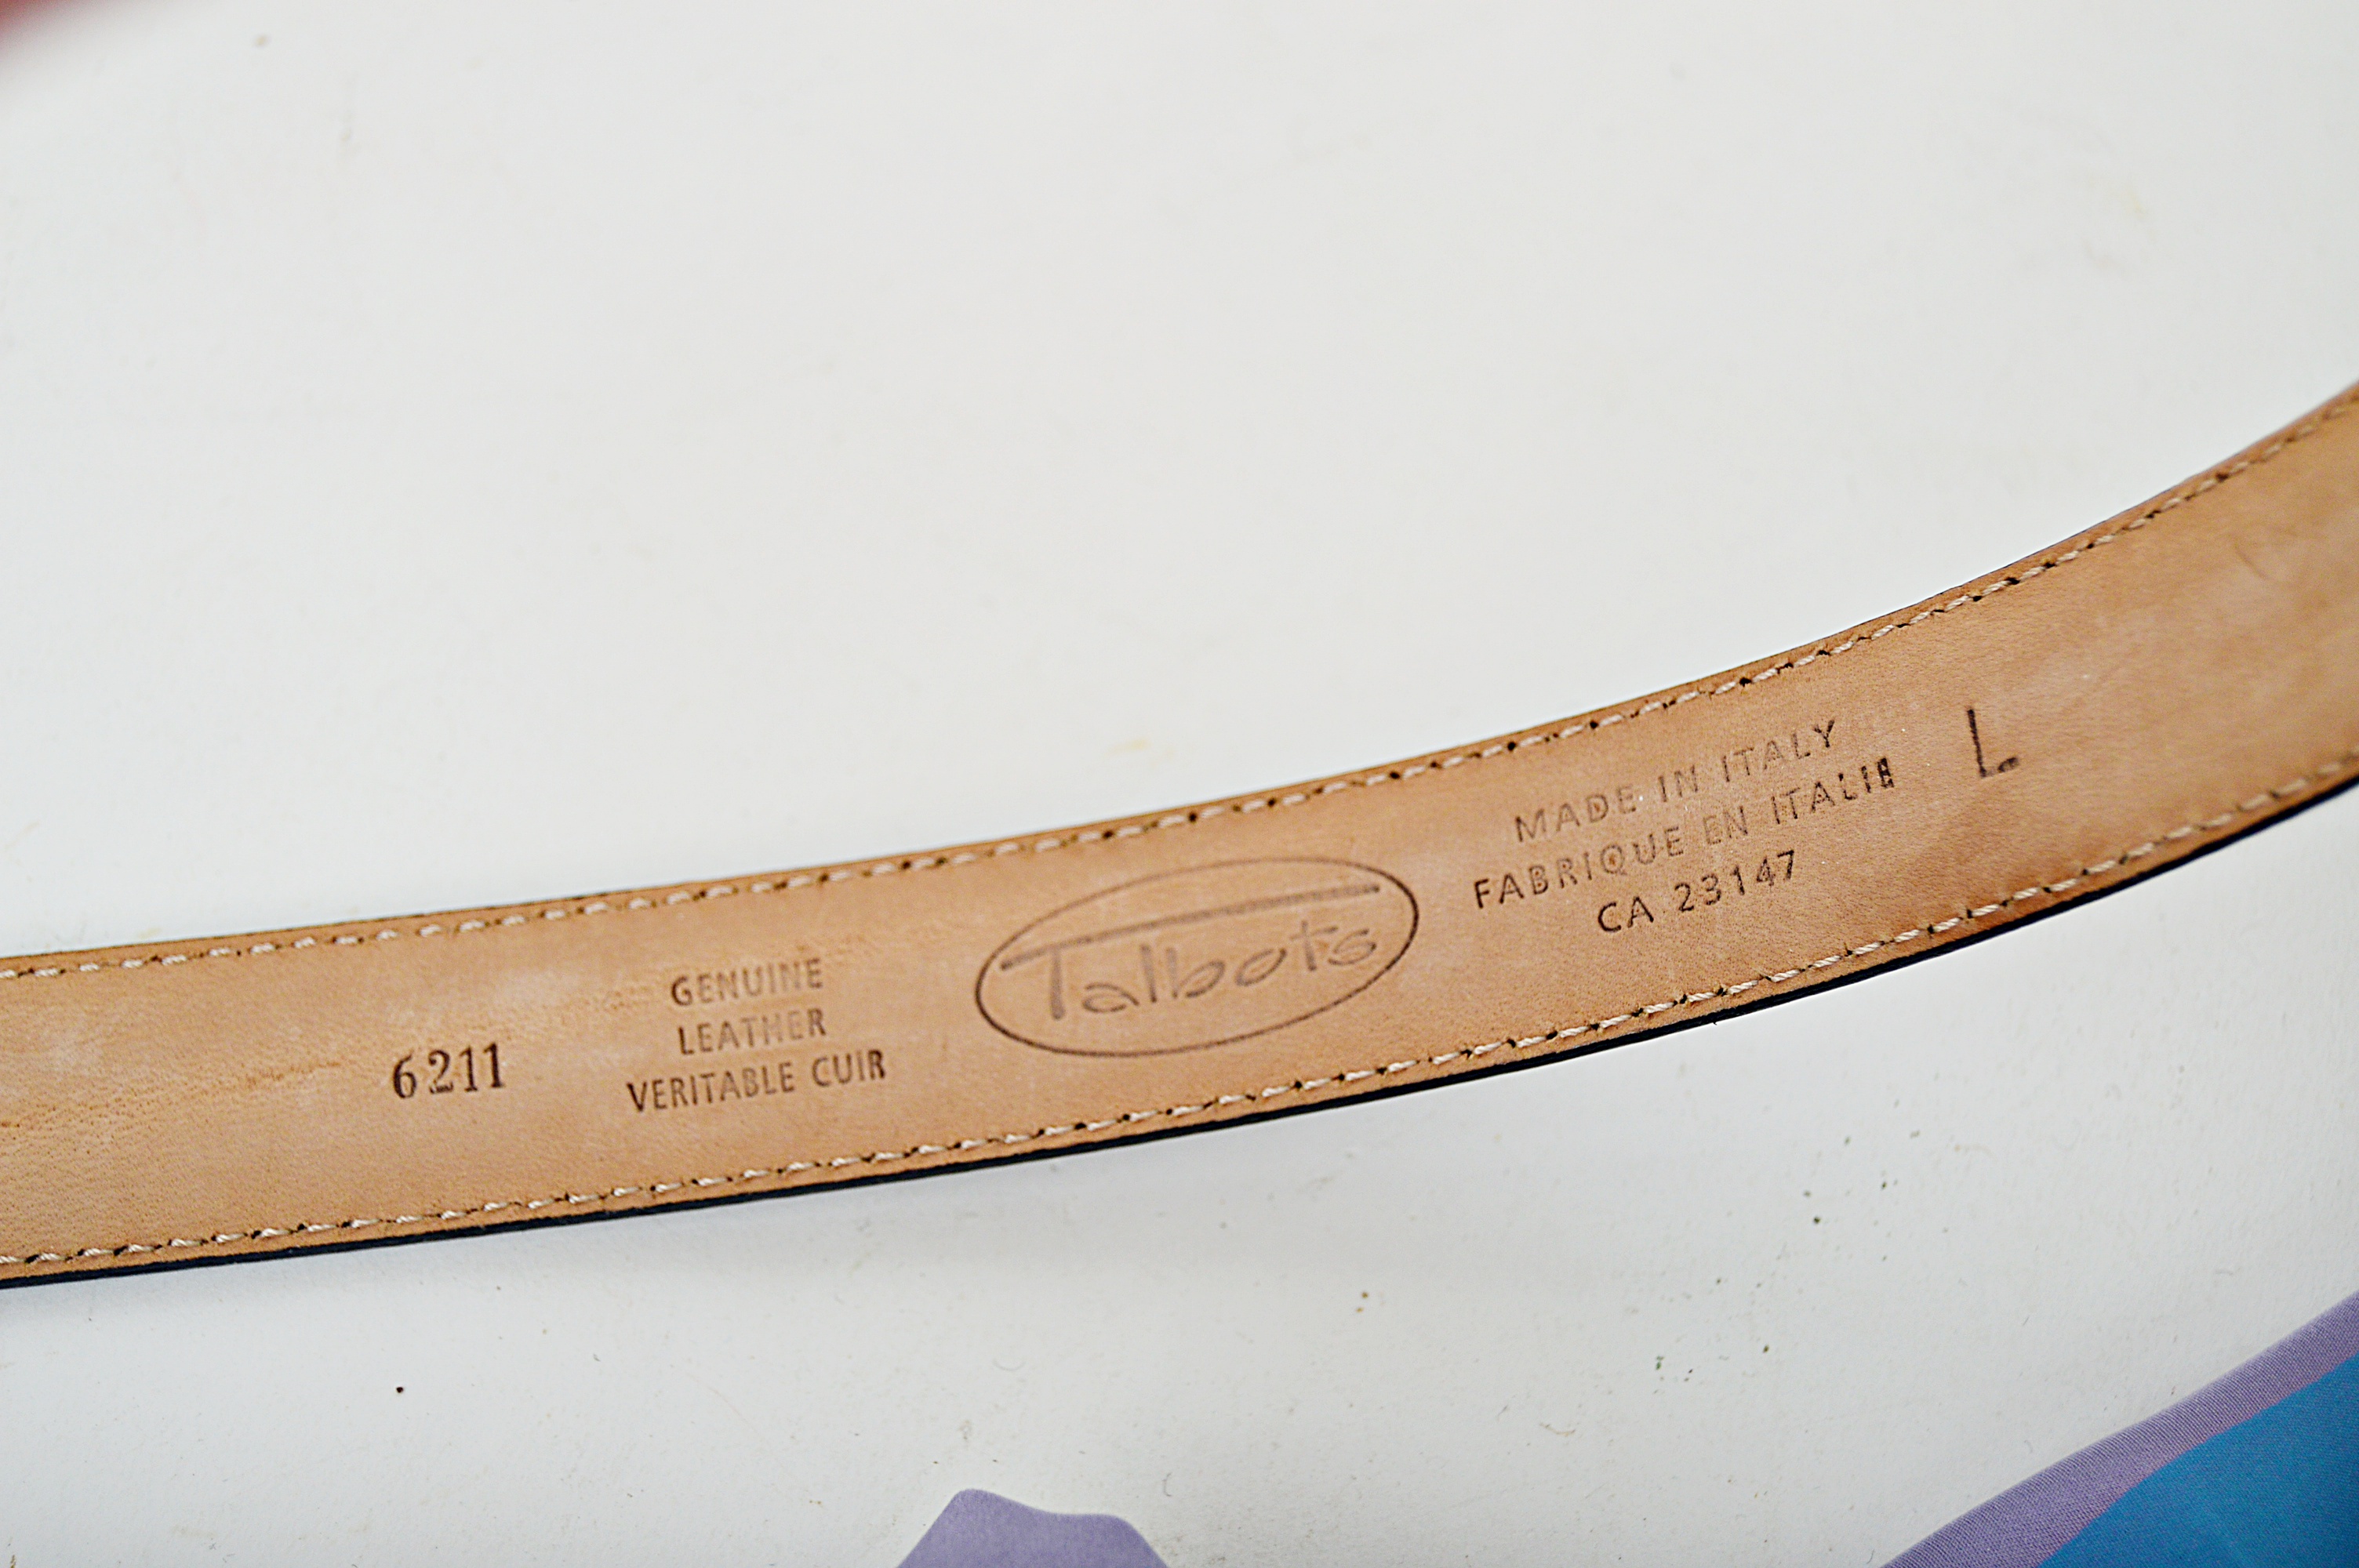 6211
GENUINE
LEATHER
VERITABLE CUIR
Talbots
MADE IN ITALY
FABRIQUE EN ITALIE
CA 23147
L